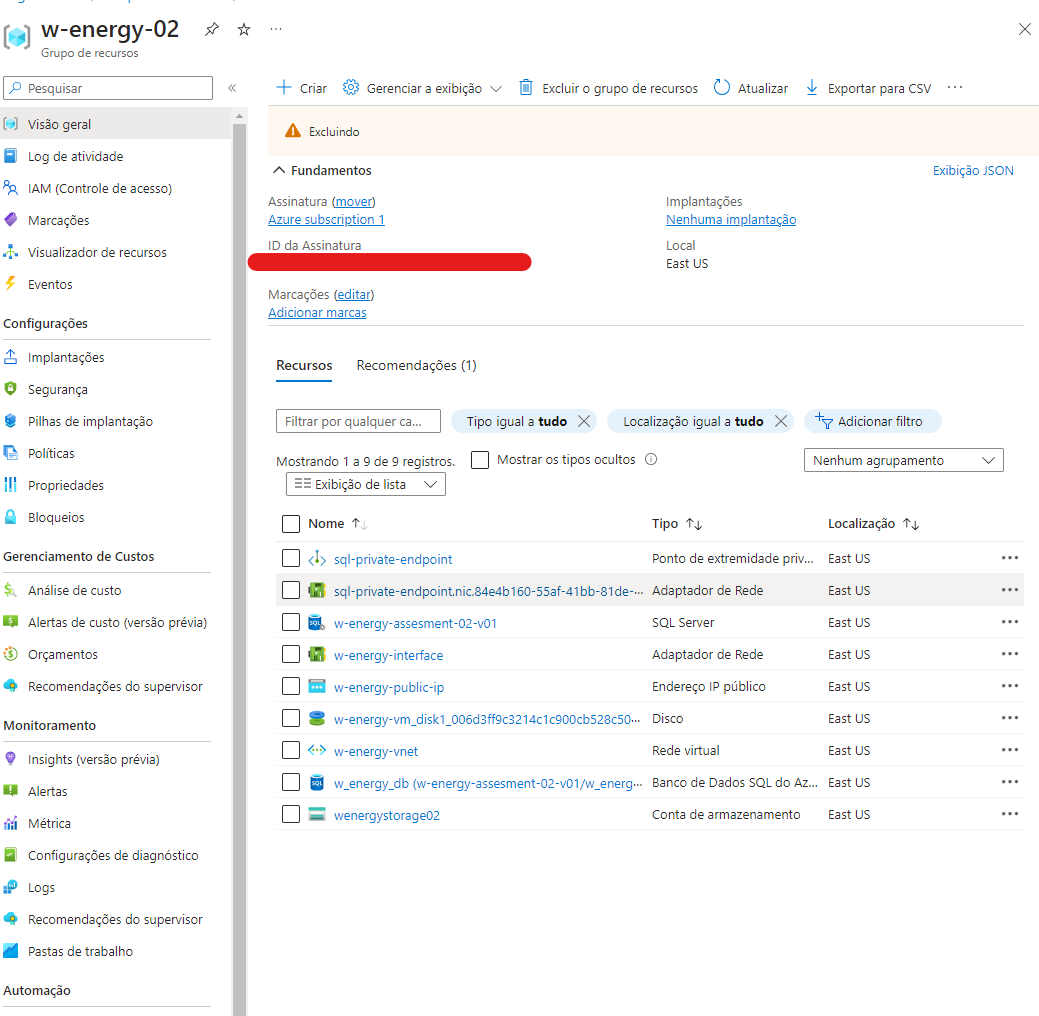 w-energy-02
Grupo de recursos
Pesquisar
«
Visão geral
Log de atividade
IAM (Controle de acesso)
Marcações
Visualizador de recursos
Eventos
Configurações
Implantações
Segurança
Pilhas de implantação
Políticas
Propriedades
Bloqueios
Gerenciamento de Custos
Análise de custo
Alertas de custo (versão prévia)
Orçamentos
Recomendações do supervisor
Monitoramento
Insights (versão prévia)
Alertas
Métrica
Configurações de diagnóstico
Logs
Recomendações do supervisor
Pastas de trabalho
Automação
Criar Gerenciar a exibição Excluir o grupo de recursos Atualizar Exportar para CSV ...
Excluindo
Fundamentos Exibição JSON
Assinatura (mover)
Azure subscription 1
ID da Assinatura
Marcações (editar)
Adicionar marcas
Implantações
Nenhuma implantação
Local
East US
Recursos Recomendações (1)
Filtrar por qualquer ca... Tipo igual a tudo Localização igual a tudo Adicionar filtro
Mostrando 1 a 9 de 9 registros. Mostrar os tipos ocultos Nenhum agrupamento
Exibição de lista
Nome Tipo Localização
sql-private-endpoint Ponto de extremidade priv... East US
sql-private-endpoint.nic.84e4b160-55af-41bb-81de-... Adaptador de Rede East US
w-energy-assesment-02-v01 SQL Server East US
w-energy-interface Adaptador de Rede East US
w-energy-public-ip Endereço IP público East US
w-energy-vm_disk1_006d3ff9c3214c1c900cb528c50... Disco East US
w-energy-vnet Rede virtual East US
w_energy_db (w-energy-assesment-02-v01/w_energ... Banco de Dados SQL do Az... East US
wenergystorage02 Conta de armazenamento East US